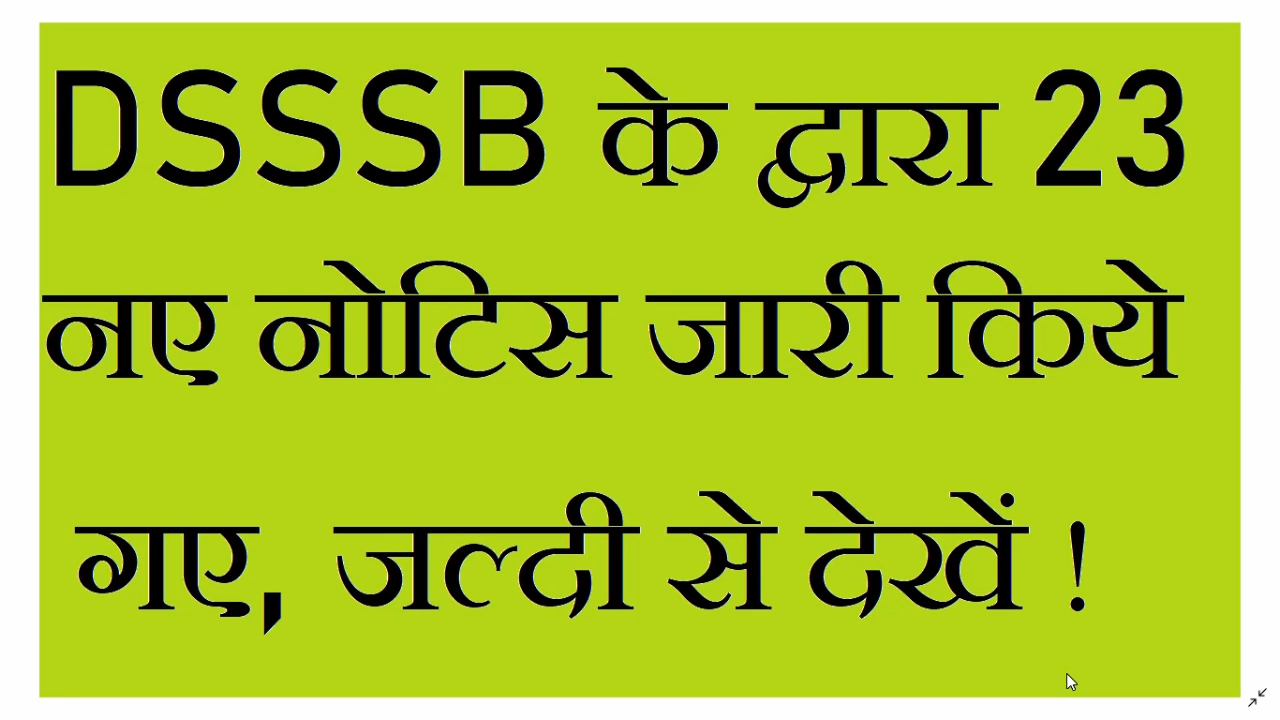 DSSSB के द्वारा 23
नए नोटिस जारी किये
गए, जल्दी से देखें !